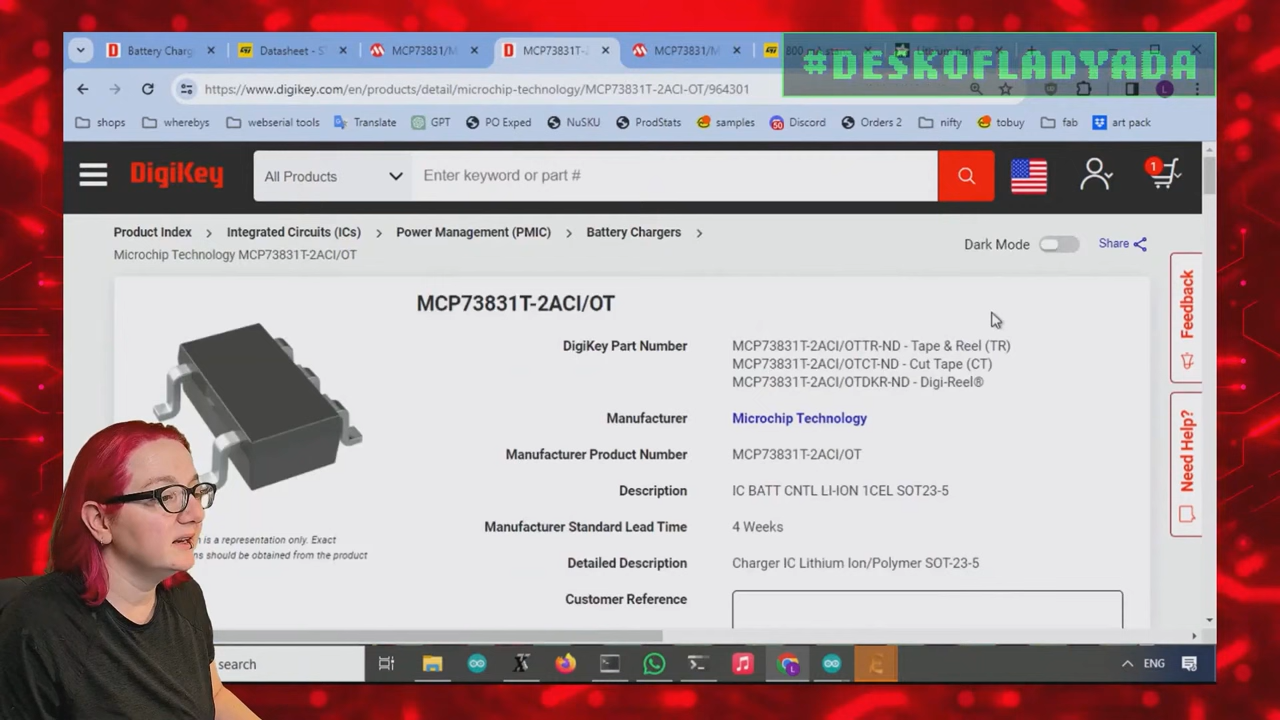 Battery Charg
Datasheet - S
MCP73831/M
MCP73831T-2
MCP73831/M
#DESKOFLADYADA
https://www.digikey.com/en/products/detail/microchip-technology/MCP73831T-2ACI-OT/964301
shops
wherebys
webserial tools
Translate
GPT
PO Exped
NuSKU
ProdStats
samples
50
Discord
Orders 2
nifty
tobuy
fab
art pack
DigiKey
All Products
Enter keyword or part #
1
Product Index > Integrated Circuits (ICs) > Power Management (PMIC) > Battery Chargers >
Microchip Technology MCP73831T-2ACI/OT
Dark Mode
Share
Feedback
Need Help?
MCP73831T-2ACI/OT
DigiKey Part Number
MCP73831T-2ACI/OTTR-ND - Tape & Reel (TR)
MCP73831T-2ACI/OTCT-ND - Cut Tape (CT)
MCP73831T-2ACI/OTDKR-ND - Digi-Reel®
Manufacturer
Microchip Technology
Manufacturer Product Number
MCP73831T-2ACI/OT
Description
IC BATT CNTL LI-ION 1CEL SOT23-5
Manufacturer Standard Lead Time
4 Weeks
Detailed Description
Charger IC Lithium Ion/Polymer SOT-23-5
Customer Reference
is a representation only. Exact
ns should be obtained from the product
search
ENG